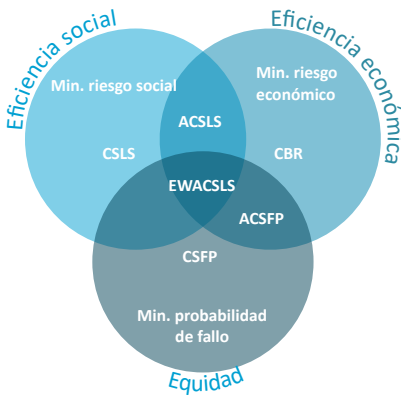 Eficiencia social
Eficiencia económica
Min. riesgo social
Min. riesgo
económico
ACSLS
CSLS
CBR
EWACSLS
ACSFP
CSFP
Min. probabilidad
de fallo
Equidad